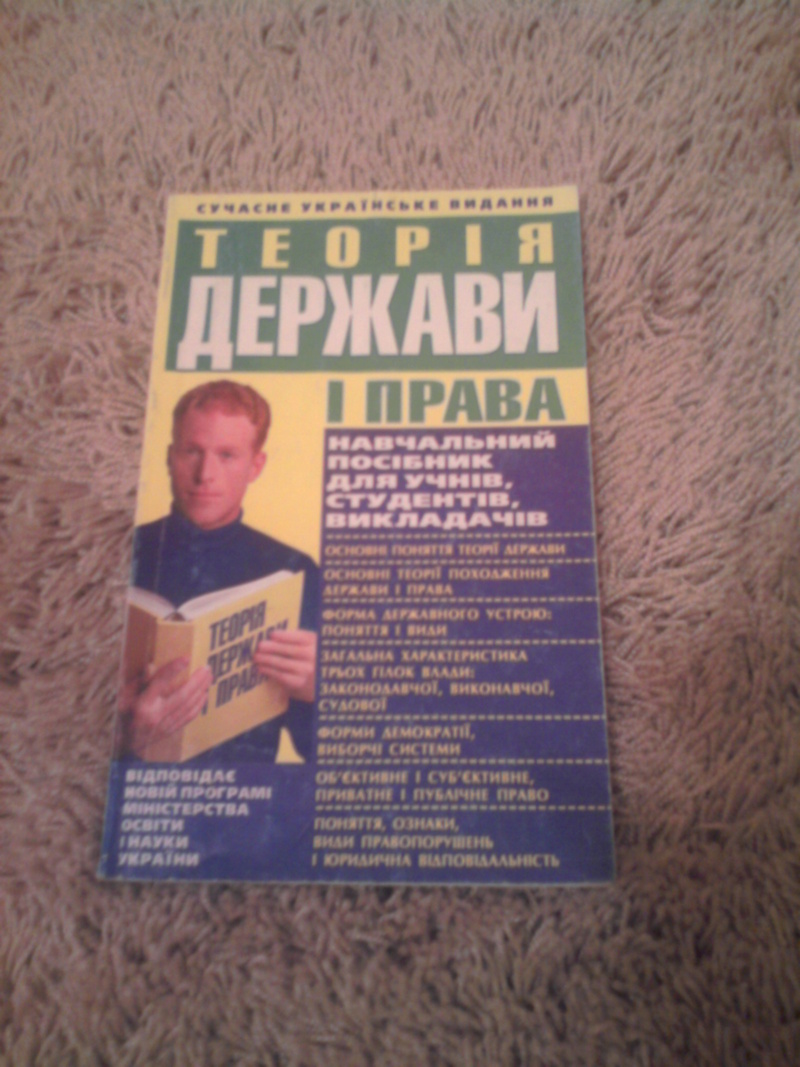 СУЧАСНЕ УКРАЇНСЬКЕ ВИДАННЯ
ТЕОРІЯ
ДЕРЖАВИ
І ПРАВА
НАВЧАЛЬНИЙ
ПОСІБНИК
ДЛЯ УЧНІВ,
СТУДЕНТІВ,
ВИКЛАДАЧІВ
ОСНОВНІ ПОНЯТТЯ ТЕОРІЇ ДЕРЖАВИ
ОСНОВНІ ТЕОРІЇ ПОХОДЖЕННЯ
ДЕРЖАВИ І ПРАВА
ФОРМА ДЕРЖАВНОГО УСТРОЮ:
ПОНЯТТЯ І ВИДИ
ЗАГАЛЬНА ХАРАКТЕРИСТИКА
ТРЬОХ ГІЛОК ВЛАДИ:
ЗАКОНОДАВЧОЇ, ВИКОНАВЧОЇ,
СУДОВОЇ
ФОРМИ ДЕМОКРАТІЇ,
ВИБОРЧІ СИСТЕМИ
ОБ'ЄКТИВНЕ І СУБ'ЄКТИВНЕ,
ПРИВАТНЕ І ПУБЛІЧНЕ ПРАВО
ПОНЯТТЯ, ОЗНАКИ,
ВИДИ ПРАВОПОРУШЕНЬ
І ЮРИДИЧНА ВІДПОВІДАЛЬНІСТЬ
ТЕОРІЯ
ДЕРЖАВИ
І ПРАВА
ВІДПОВІДАЄ
НОВІЙ ПРОГРАМІ
МІНІСТЕРСТВА
ОСВІТИ
І НАУКИ
УКРАЇНИ